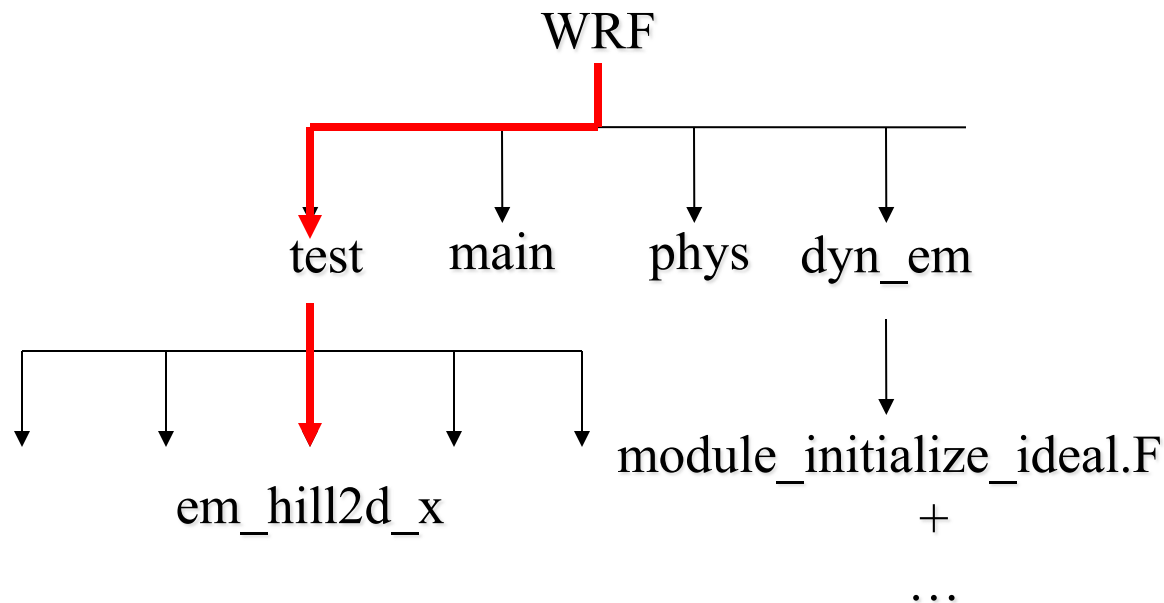 WRF
test main phys dyn_em
module_initialize_ideal.F
em_hill2d_x
+
…